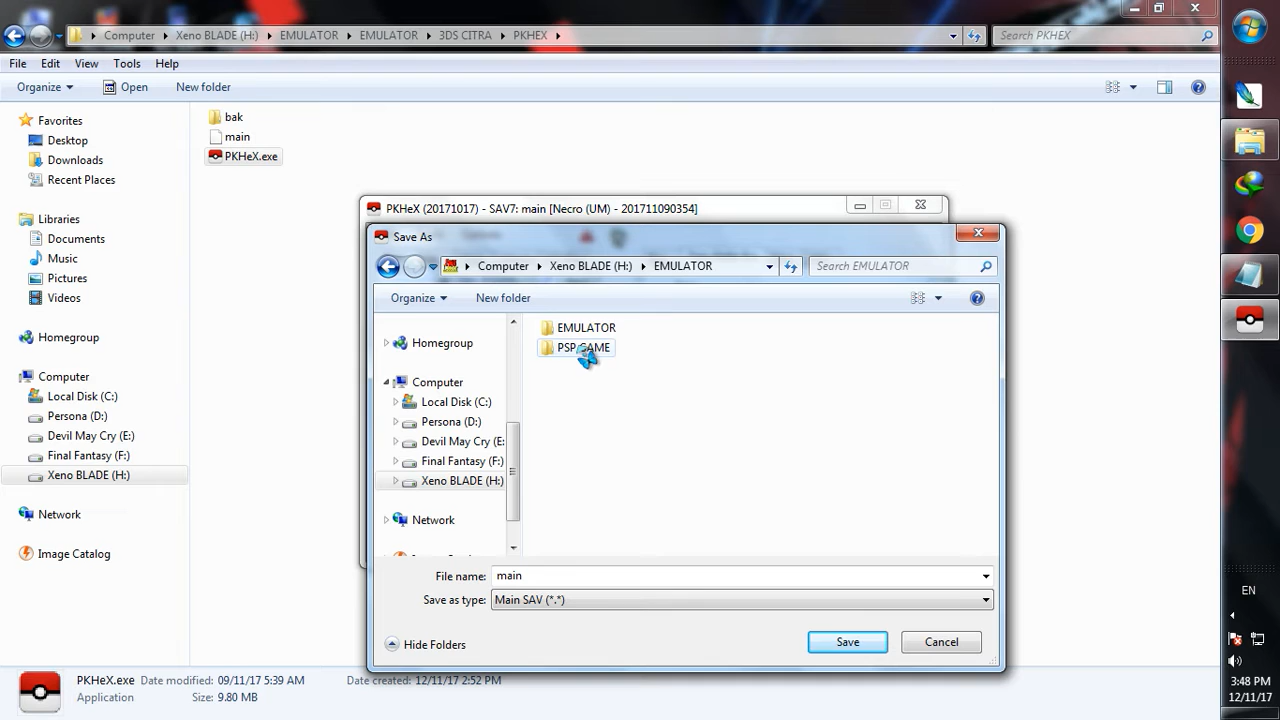 Computer Xeno BLADE (H:) EMULATOR EMULATOR 3DS CITRA PKHEX
Search PKHEX
File Edit View Tools Help
Organize Open New folder
Favorites
Desktop
Downloads
Recent Places
Libraries
Documents
Music
Pictures
Videos
Homegroup
Computer
Local Disk (C:)
Persona (D:)
Devil May Cry (E:)
Final Fantasy (F:)
Xeno BLADE (H:)
Network
Image Catalog
bak
main
PKHeX.exe
PKHeX (20171017) - SAV7: main [Necro (UM) - 201711090354]
Save As
Computer Xeno BLADE (H:) EMULATOR
Search EMULATOR
Organize New folder
Homegroup
Computer
Local Disk (C:)
Persona (D:)
Devil May Cry (E:
Final Fantasy (F:)
Xeno BLADE (H:)
Network
EMULATOR
PSP GAME
File name: main
Save as type: Main SAV (*.*)
Hide Folders
Save Cancel
PKHeX.exe Date modified: 09/11/17 5:39 AM Date created: 12/11/17 2:52 PM
Application Size: 9.80 MB
EN
3:48 PM
12/11/17